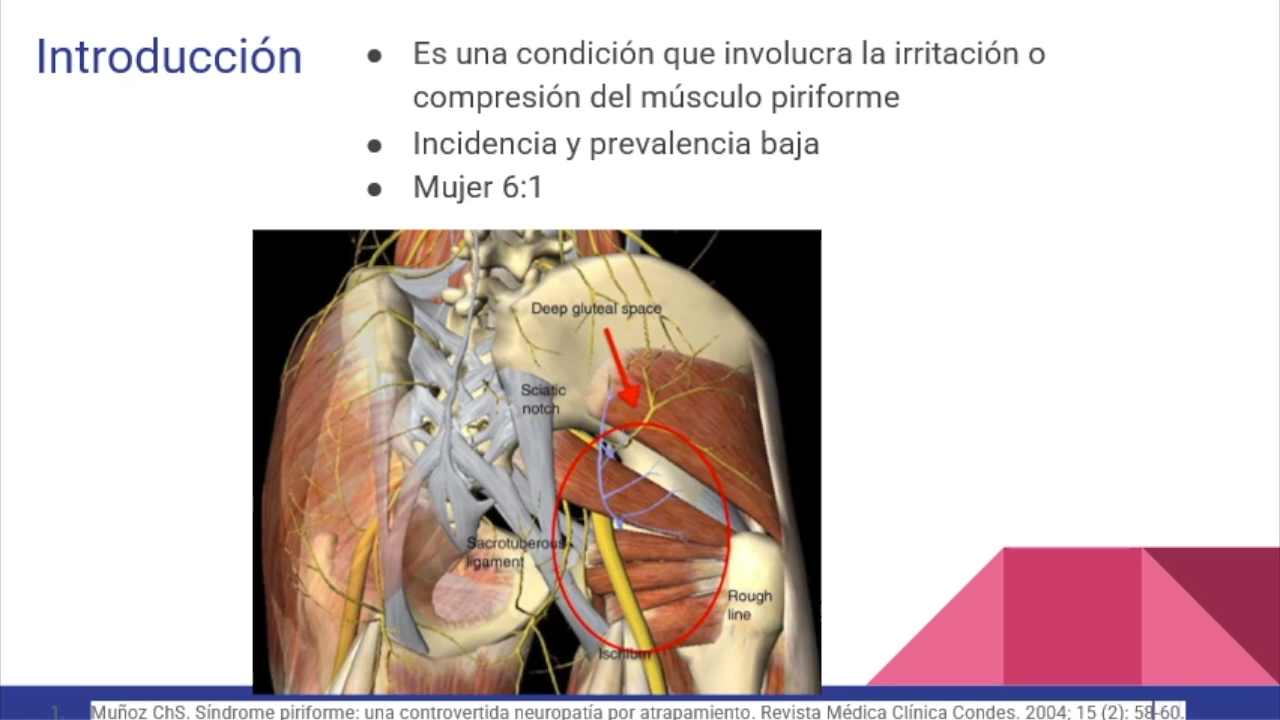 Introducción
● Es una condición que involucra la irritación o
compresión del músculo piriforme
● Incidencia y prevalencia baja
● Mujer 6:1
Deep gluteal space
Sciatic
notch
Sacrotuberous
ligament
Rough
line
Ischium
1. Muñoz ChS. Síndrome piriforme: una controvertida neuropatía por atrapamiento. Revista Médica Clínica Condes. 2004; 15 (2): 58-60.